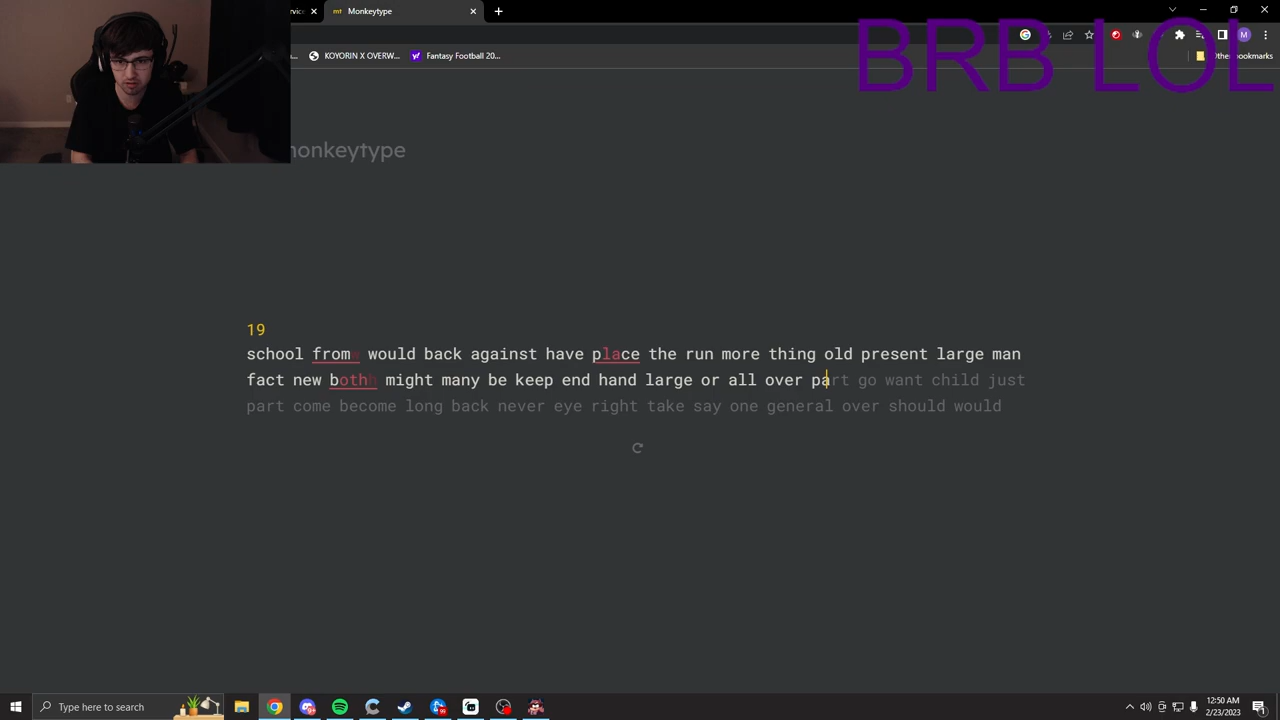 Monkeytype
BRB LOL
KOYORIN X OVERW...
Fantasy Football 20...
Other bookmarks
monkeytype
19
school fromw would back against have place the run more thing old present large man
fact new bothh might many be keep end hand large or all over part go want child just
part come become long back never eye right take say one general over should would
Type here to search
12:50 AM
2/23/2023